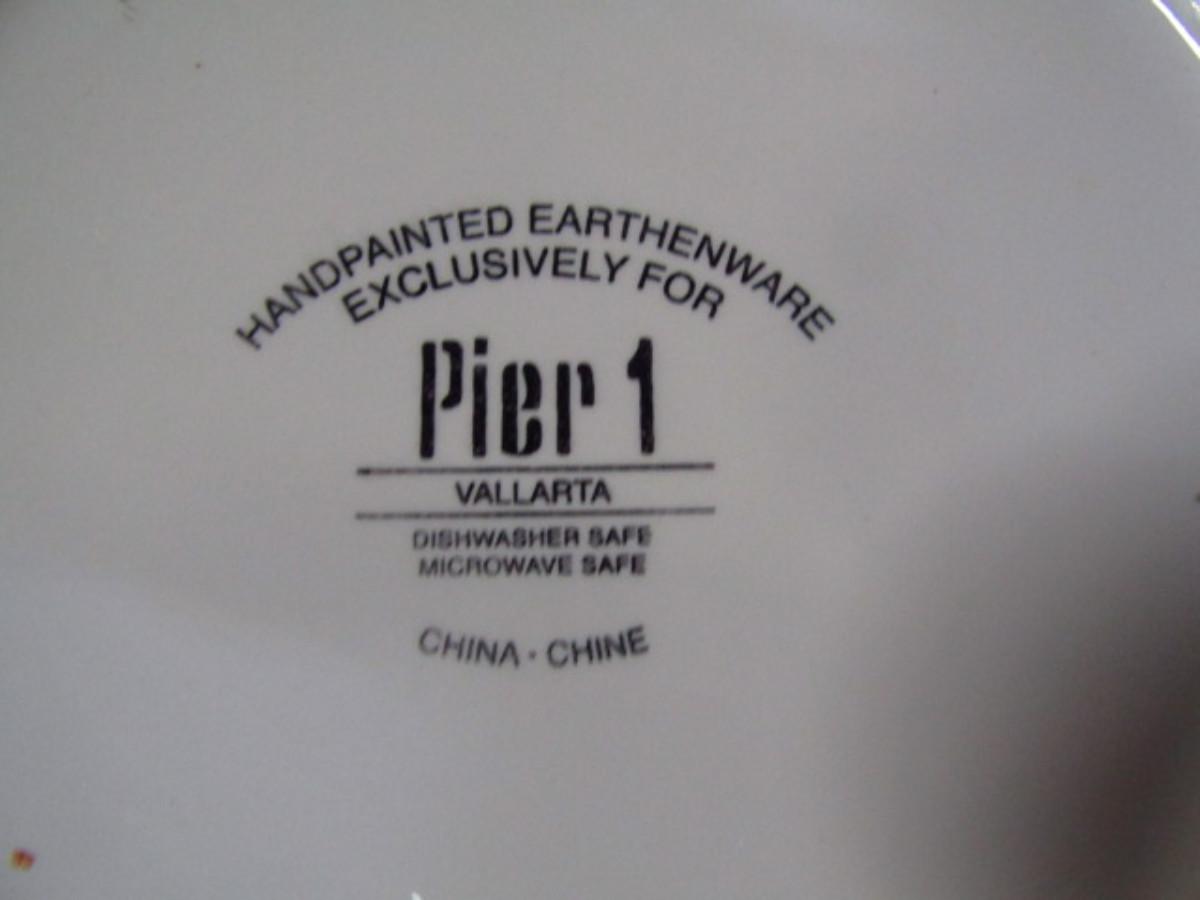 HANDPAINTED EARTHENWARE
EXCLUSIVELY FOR
Pier 1
VALLARTA
DISHWASHER SAFE
MICROWAVE SAFE
CHINA · CHINE